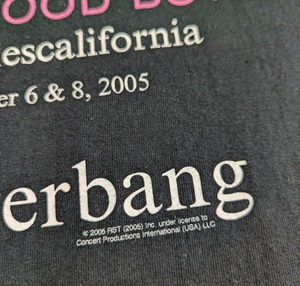 OOD BO
lescalifornia
er 6 & 8, 2005
erbang
© 2005 RST (2005) Inc. under license to
Concert Productions International (USA) LLC